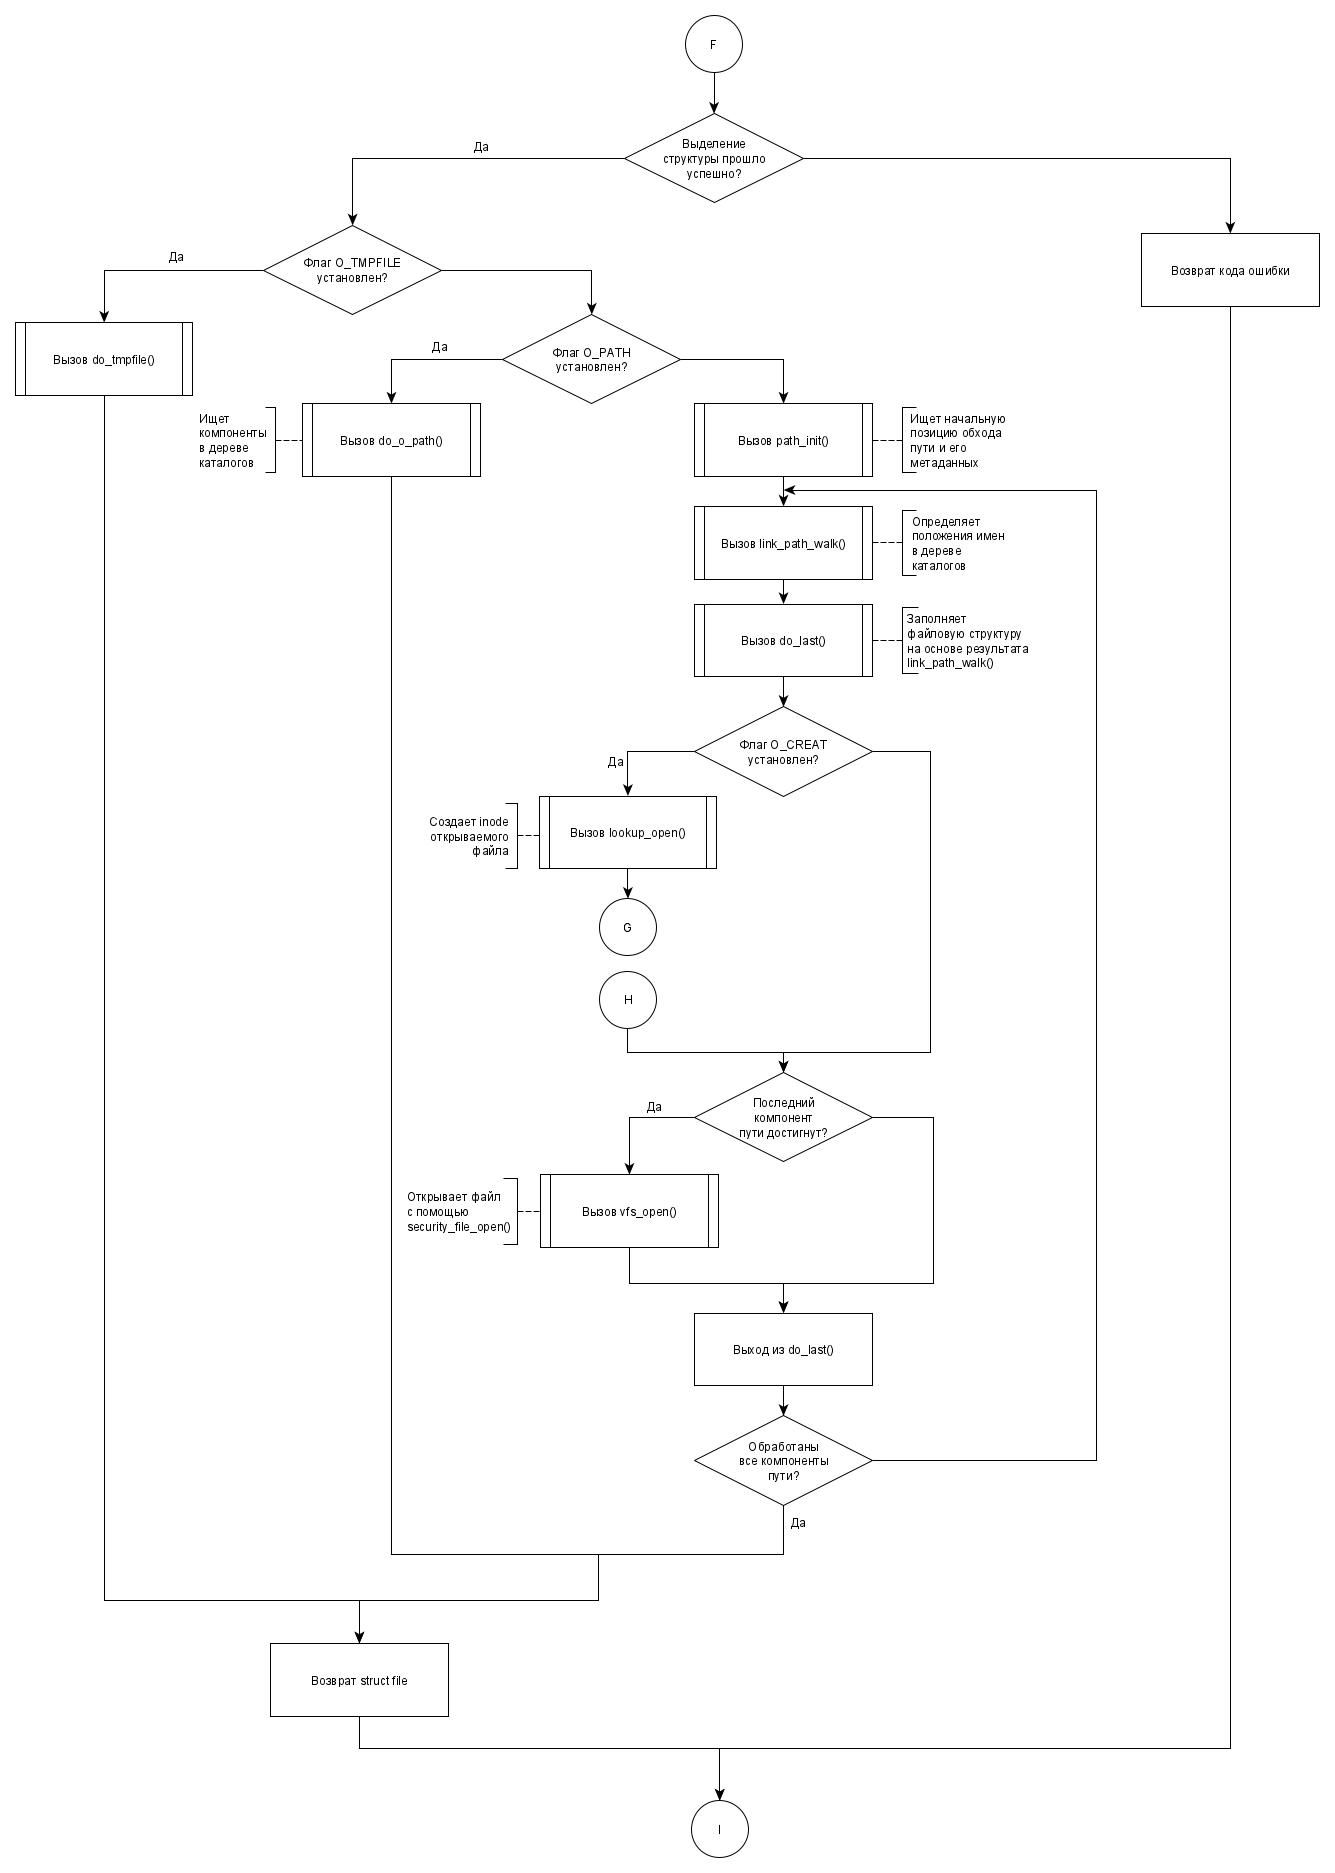 F
Выделение
структуры прошло
успешно?
Да
Флаг O_TMPFILE
установлен?
Да
Возврат кода ошибки
Вызов do_tmpfile()
Флаг O_PATH
установлен?
Да
Ищет
компоненты
в дереве
каталогов
Вызов do_o_path()
Вызов path_init()
Ищет начальную
позицию обхода
пути и его
метаданных
Вызов link_path_walk()
Определяет
положения имен
в дереве
каталогов
Вызов do_last()
Заполняет
файловую структуру
на основе результата
link_path_walk()
Флаг O_CREAT
установлен?
Да
Создает inode
открываемого
файла
Вызов lookup_open()
G
H
Последний
компонент
пути достигнут?
Да
Открывает файл
с помощью
security_file_open()
Вызов vfs_open()
Выход из do_last()
Обработаны
все компоненты
пути?
Да
Возврат struct file
I